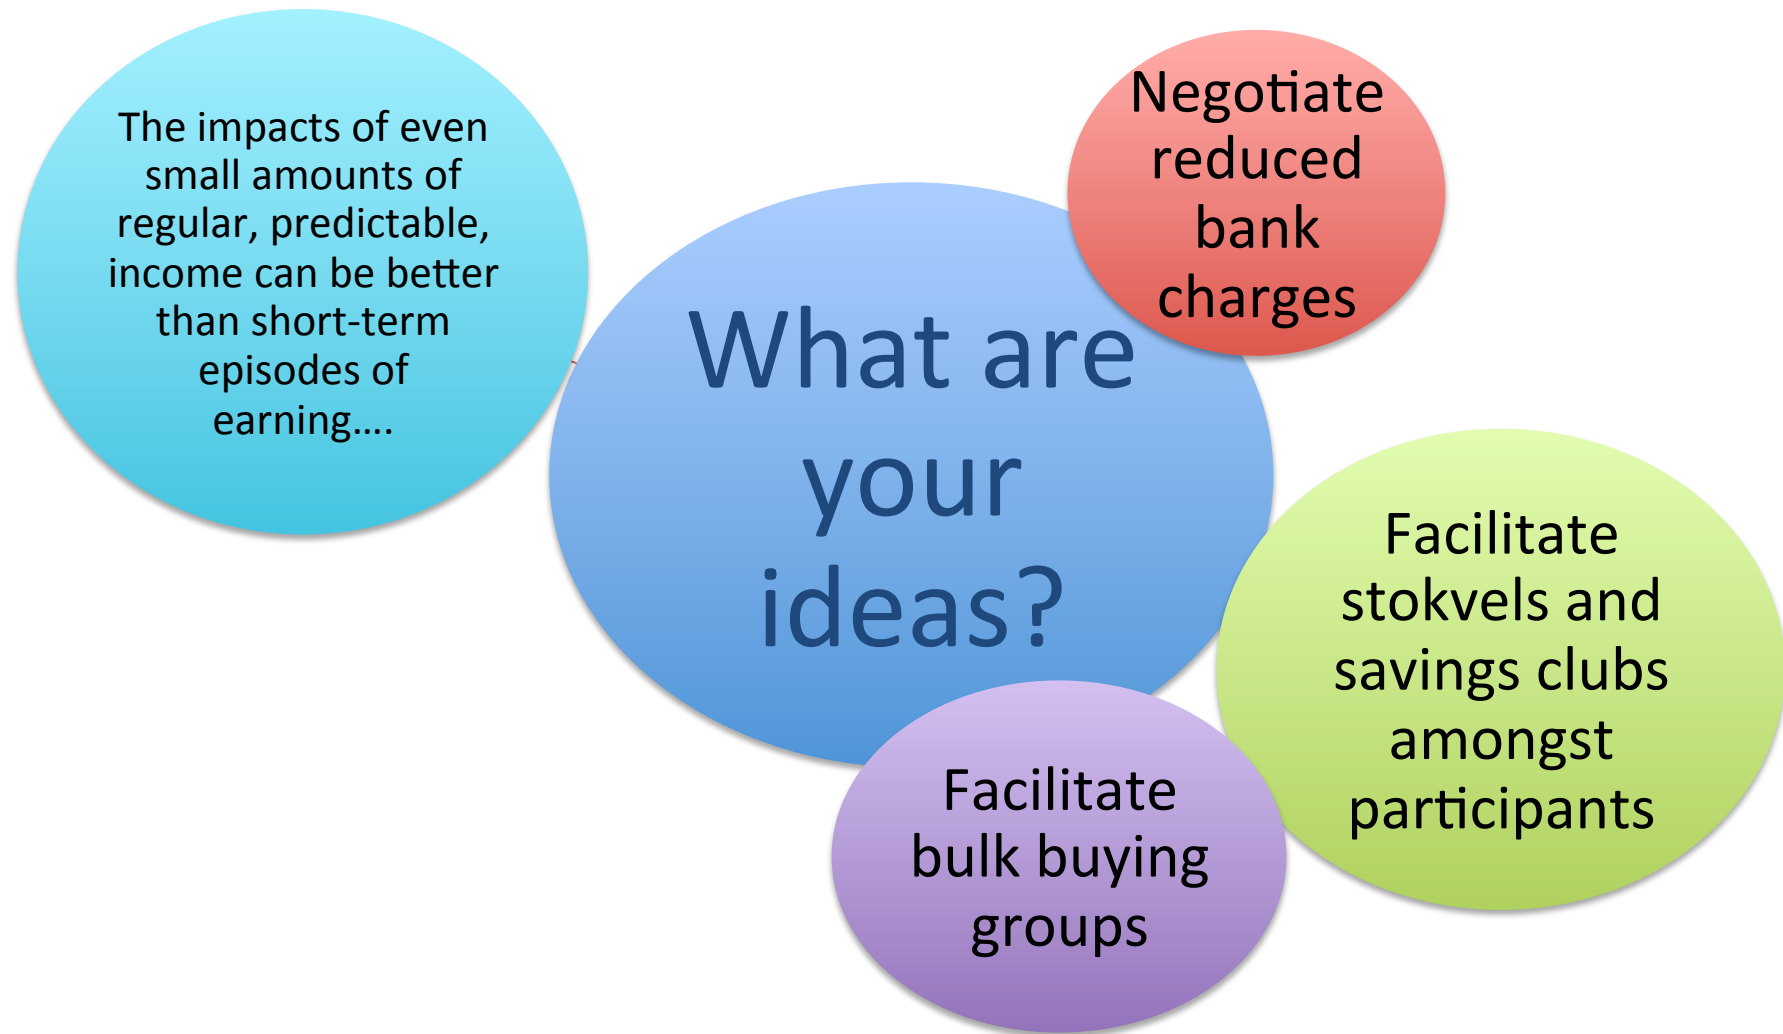 The impacts of even
small amounts of
regular, predictable,
income can be better
than short-term
episodes of
earning....
Negotiate
reduced
bank
charges
What are
your
ideas?
Facilitate
stokvels and
savings clubs
amongst
participants
Facilitate
bulk buying
groups